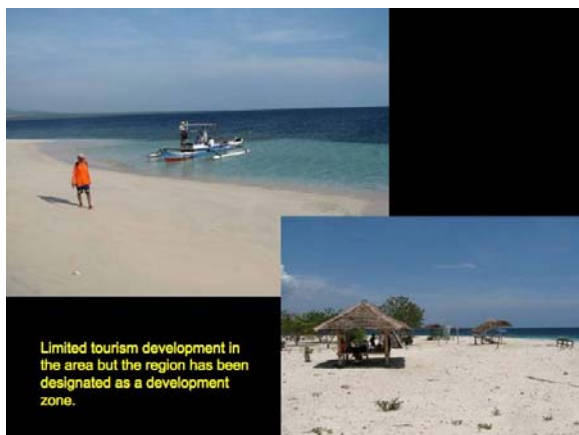 Limited tourism development in
the area but the region has been
designated as a development
zone.